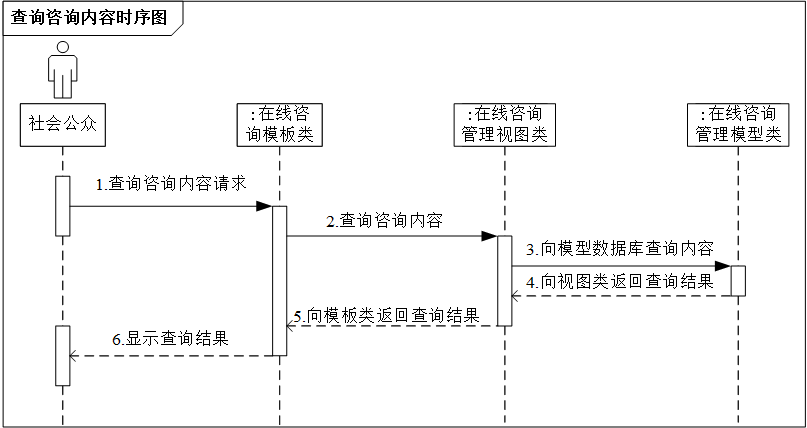 查询咨询内容时序图
社会公众
:在线咨
询模板类
:在线咨询
管理视图类
:在线咨询
管理模型类
1.查询咨询内容请求
2.查询咨询内容
3.向模型数据库查询内容
4.向视图类返回查询结果
5.向模板类返回查询结果
6.显示查询结果